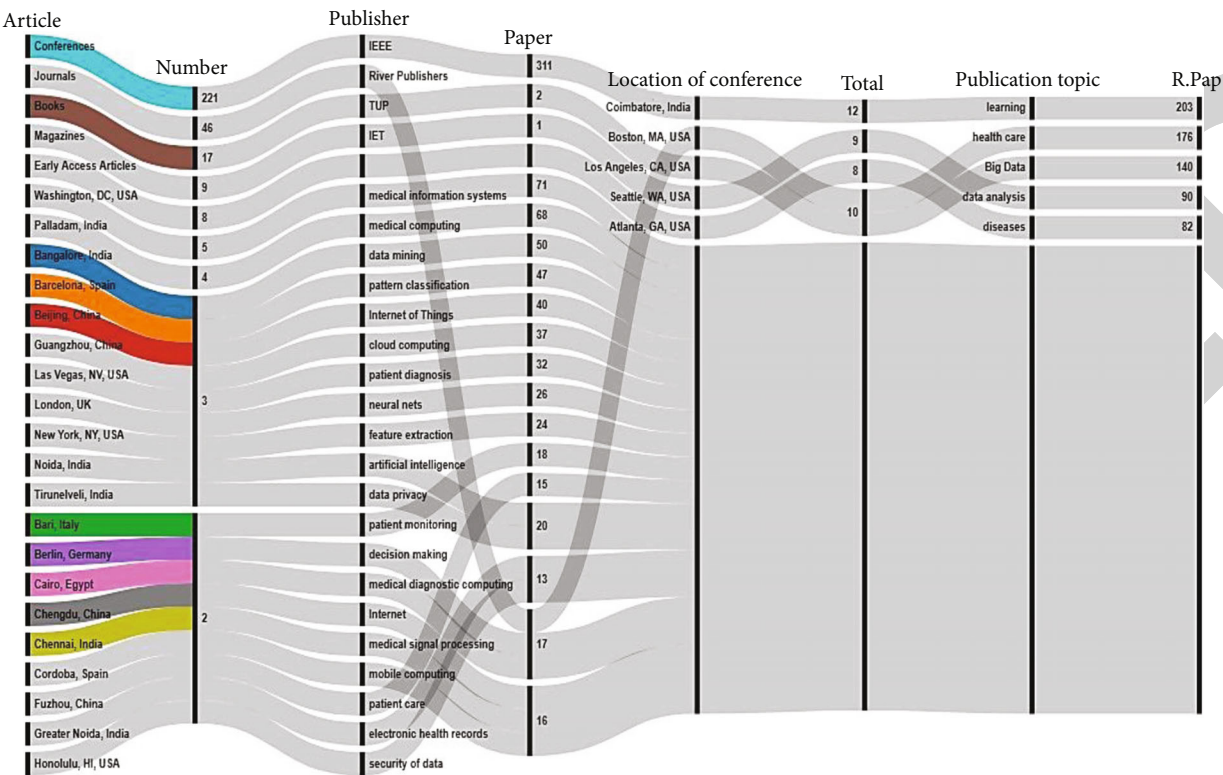 Article
Conferences
Journals
Books
Magazines
Early Access Articles
Washington, DC, USA
Palladam, India
Bangalore, India
Barcelona, Spain
Beijing, China
Guangzhou, China
Las Vegas, NV, USA
London, UK
New York, NY, USA
Noida, India
Tirunelveli, India
Bari, Italy
Berlin, Germany
Cairo, Egypt
Chengdu, China
Chennai, India
Cordoba, Spain
Fuzhou, China
Greater Noida, India
Honolulu, HI, USA
Number
221
46
17
9
8
5
4
3
2
Publisher
IEEE
River Publishers
TUP
IET
medical information systems
medical computing
data mining
pattern classification
Internet of Things
cloud computing
patient diagnosis
neural nets
feature extraction
artificial intelligence
data privacy
patient monitoring
decision making
medical diagnostic computing
Internet
medical signal processing
mobile computing
patient care
electronic health records
security of data
Paper
311
2
1
71
68
50
47
40
37
32
26
24
18
15
20
13
17
16
Location of conference
Coimbatore, India
Boston, MA, USA
Los Angeles, CA, USA
Seattle, WA, USA
Atlanta, GA, USA
Total
12
9
8
10
Publication topic
learning
health care
Big Data
data analysis
diseases
R.Pap
203
176
140
90
82